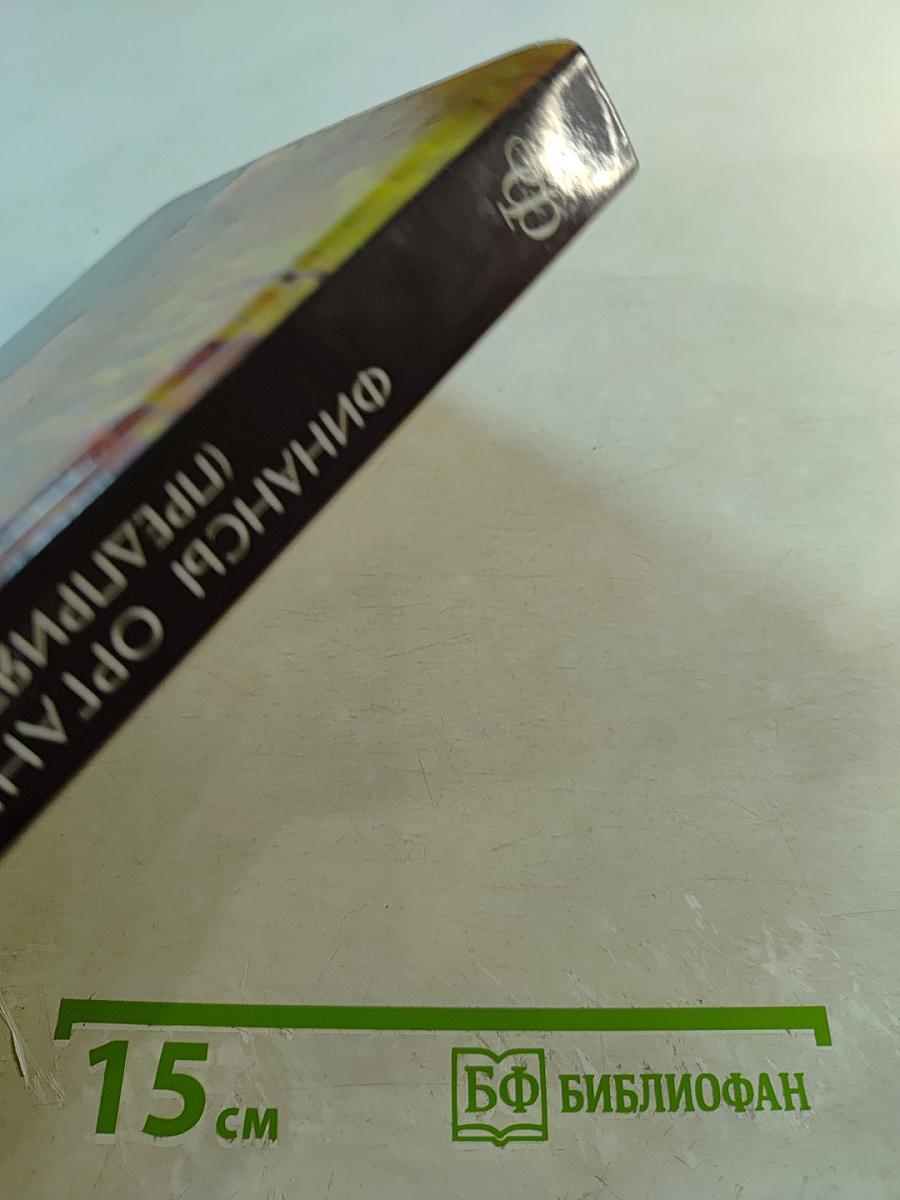 ФИНАНСЫ ОРГАН
(ПРЕДПРИЯ
15 см
БФ БИБЛИОФАН